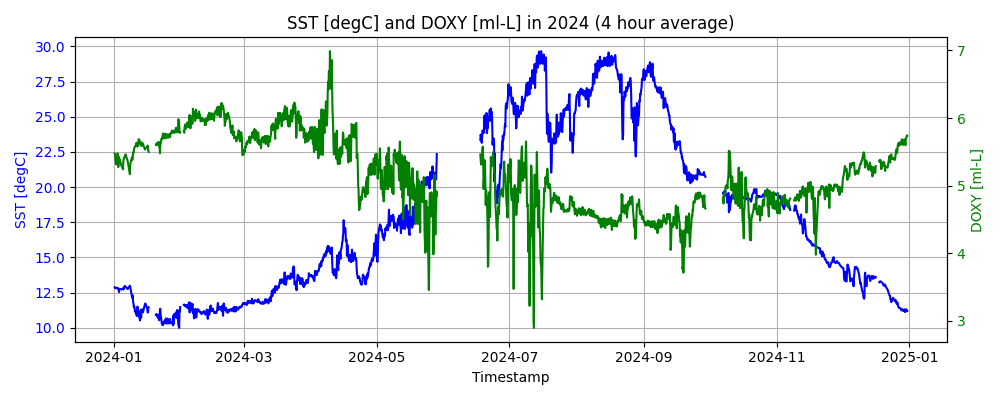 SST [degC] and DOXY [ml-L] in 2024 (4 hour average)
30.0
27.5
25.0
22.5
20.0
17.5
15.0
12.5
10.0
SST [degC]
7
6
5
4
3
DOXY [ml-L]
2024-01 2024-03 2024-05 2024-07 2024-09 2024-11 2025-01
Timestamp